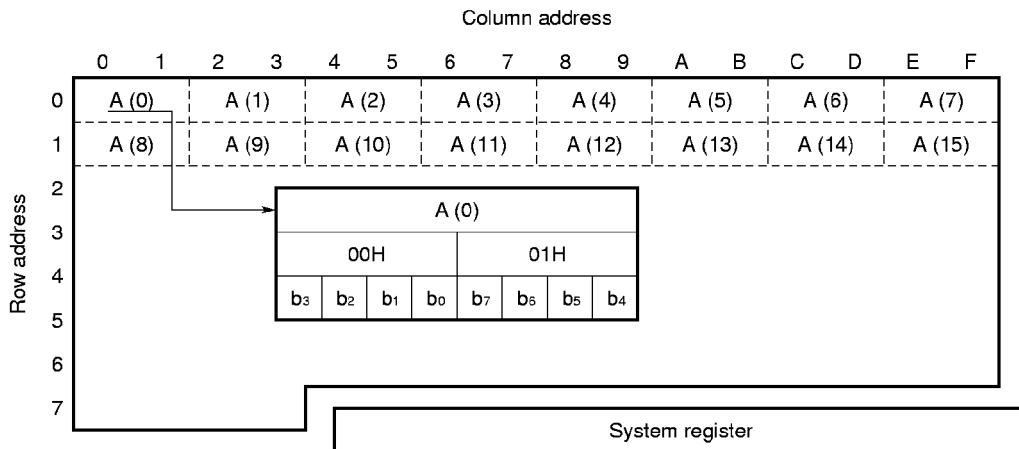 Column address
0 1 2 3 4 5 6 7 8 9 A B C D E F
0 A (0) A (1) A (2) A (3) A (4) A (5) A (6) A (7)
1 A (8) A (9) A (10) A (11) A (12) A (13) A (14) A (15)
2
A (0)
3
00H 01H
4
b₃ b₂ b₁ b₀ b₇ b₆ b₅ b₄
5
6
7
Row address
System register